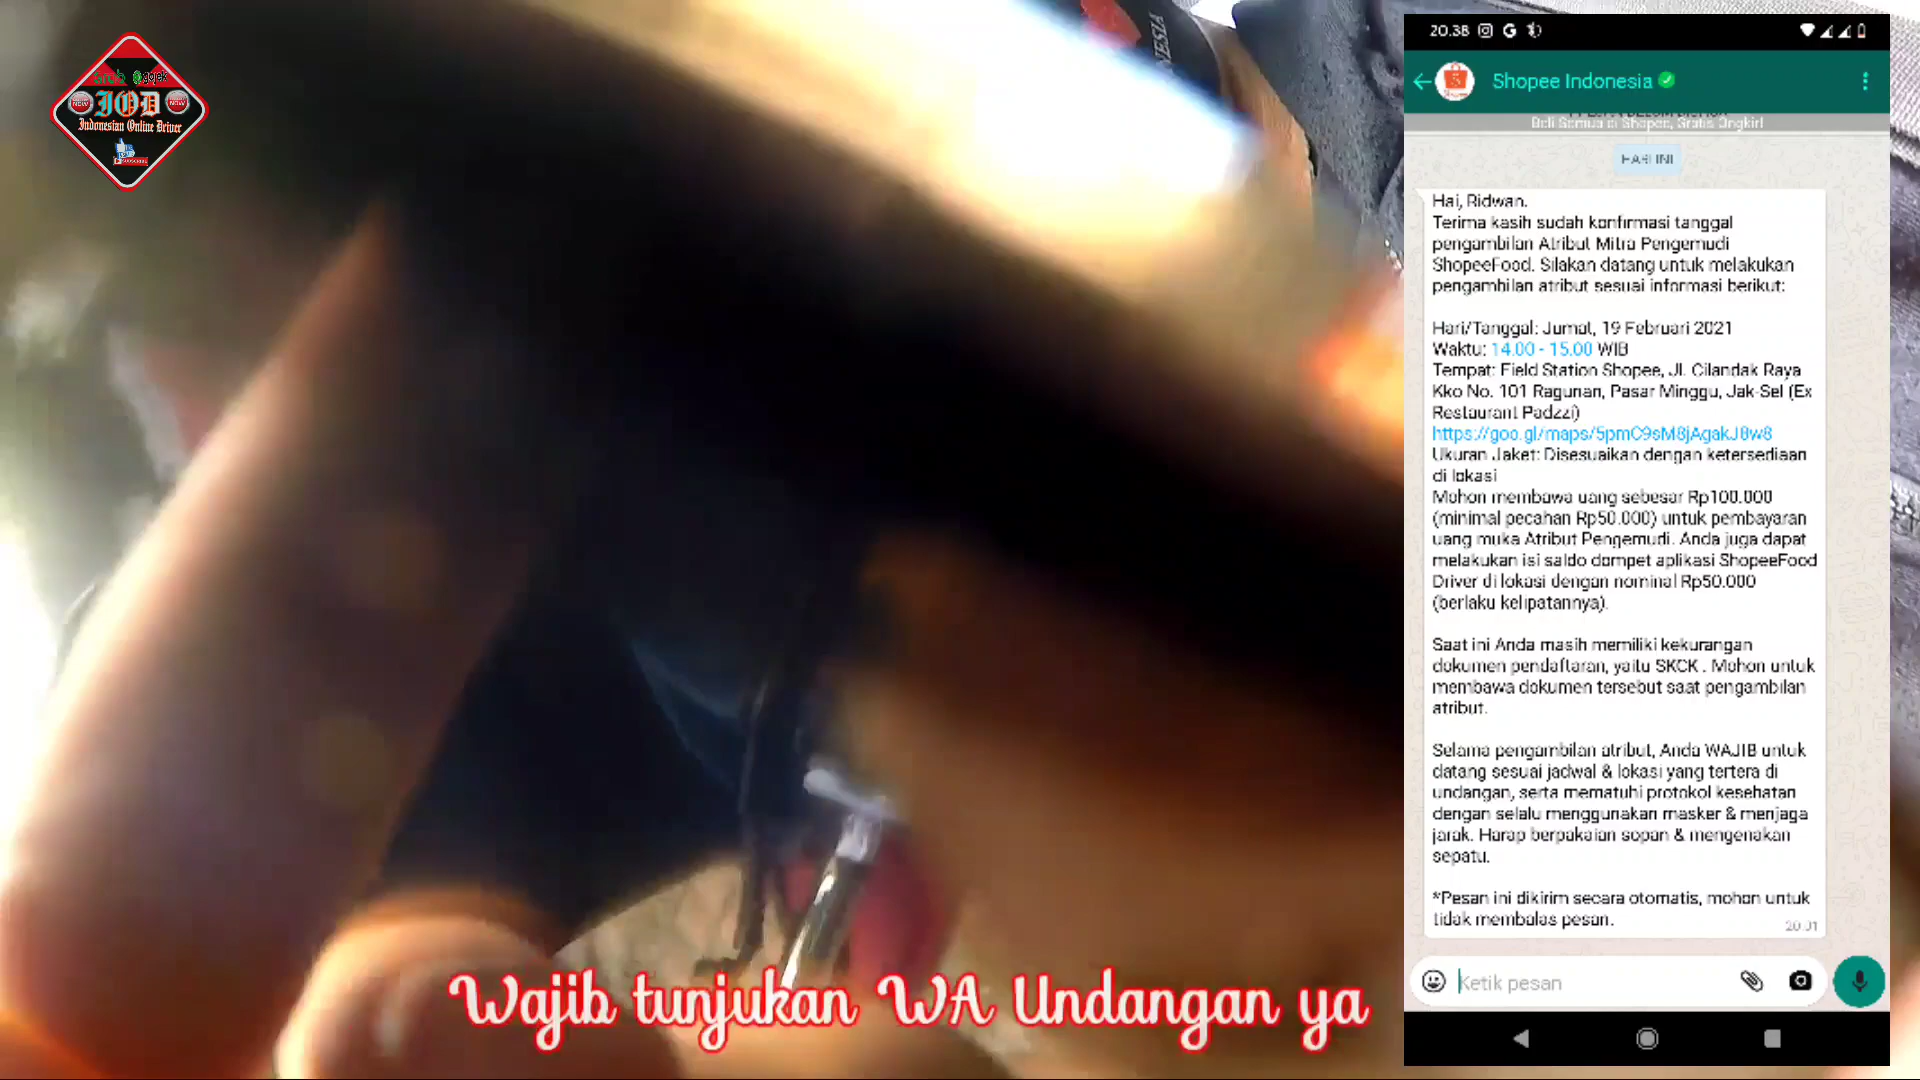 Grab Gojek
NOW IOD NOW
Indonesian Online Driver
SUBSCRIBE
20.38
Shopee Indonesia
Beli Semua di Shopee, Gratis Ongkir!
HARI INI
Hai, Ridwan.
Terima kasih sudah konfirmasi tanggal
pengambilan Atribut Mitra Pengemudi
ShopeeFood. Silakan datang untuk melakukan
pengambilan atribut sesuai informasi berikut:
Hari/Tanggal: Jumat, 19 Februari 2021
Waktu: 14.00 - 15.00 WIB
Tempat: Field Station Shopee, Jl. Cilandak Raya
Kko No. 101 Ragunan, Pasar Minggu, Jak-Sel (Ex
Restaurant Padzzi)
https://goo.gl/maps/5pmC9sM8jAgakJ8w8
Ukuran Jaket: Disesuaikan dengan ketersediaan
di lokasi
Mohon membawa uang sebesar Rp100.000
(minimal pecahan Rp50.000) untuk pembayaran
uang muka Atribut Pengemudi. Anda juga dapat
melakukan isi saldo dompet aplikasi ShopeeFood
Driver di lokasi dengan nominal Rp50.000
(berlaku kelipatannya).
Saat ini Anda masih memiliki kekurangan
dokumen pendaftaran, yaitu SKCK . Mohon untuk
membawa dokumen tersebut saat pengambilan
atribut.
Selama pengambilan atribut, Anda WAJIB untuk
datang sesuai jadwal & lokasi yang tertera di
undangan, serta mematuhi protokol kesehatan
dengan selalu menggunakan masker & menjaga
jarak. Harap berpakaian sopan & mengenakan
sepatu.
*Pesan ini dikirim secara otomatis, mohon untuk
tidak membalas pesan.
20.01
Ketik pesan
Wajib tunjukan WA Undangan ya